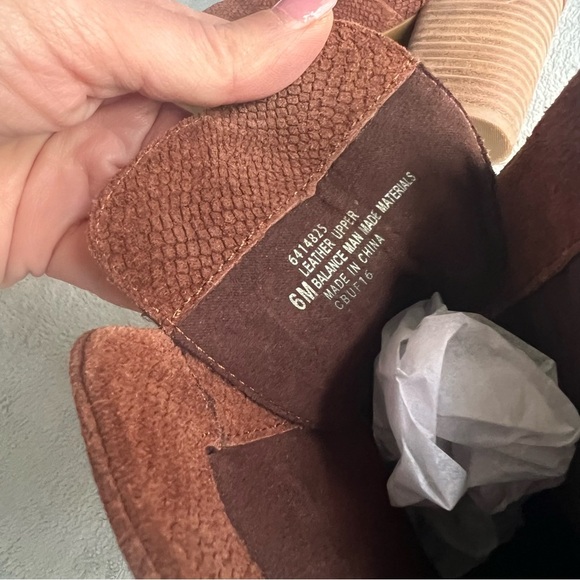 6414825
LEATHER UPPER
6M BALANCE MAN MADE MATERIALS
MADE IN CHINA
CBUF16